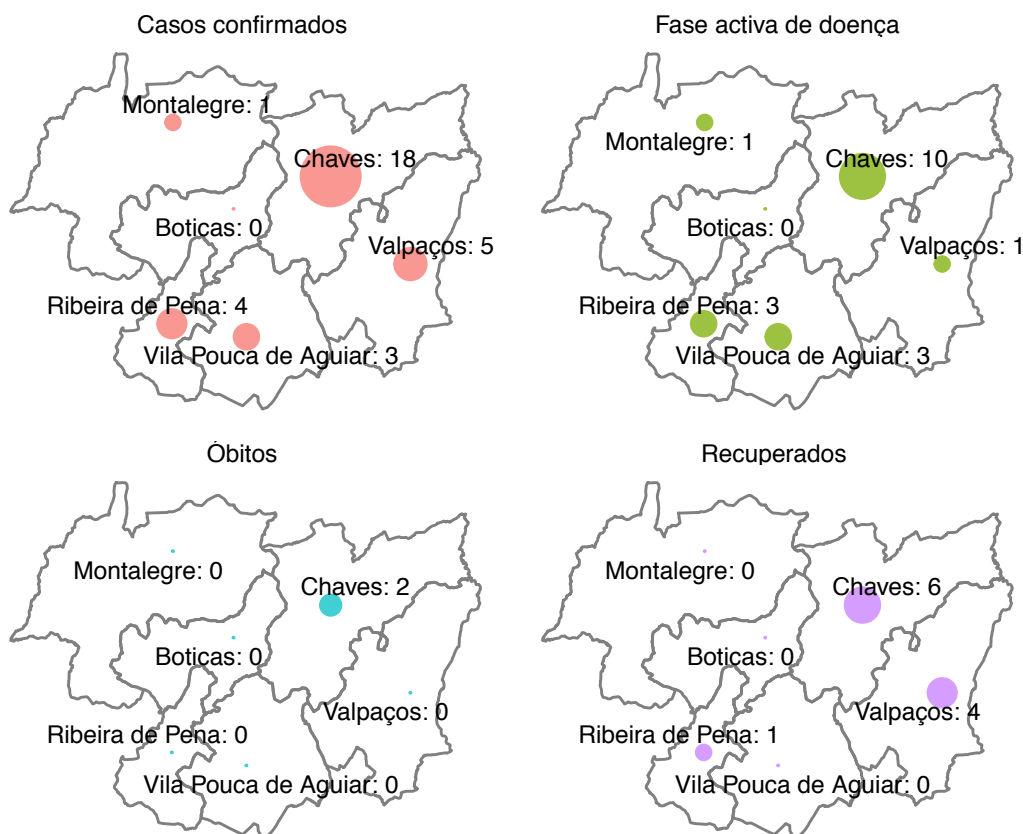 Casos confirmados
Montalegre: 1
Chaves: 18
Boticas: 0
Valpaços: 5
Ribeira de Pena: 4
Vila Pouca de Aguiar: 3
Fase activa de doença
Montalegre: 1
Chaves: 10
Boticas: 0
Valpaços: 1
Ribeira de Pena: 3
Vila Pouca de Aguiar: 3
Óbitos
Montalegre: 0
Chaves: 2
Boticas: 0
Valpaços: 0
Ribeira de Pena: 0
Vila Pouca de Aguiar: 0
Recuperados
Montalegre: 0
Chaves: 6
Boticas: 0
Valpaços: 4
Ribeira de Pena: 1
Vila Pouca de Aguiar: 0